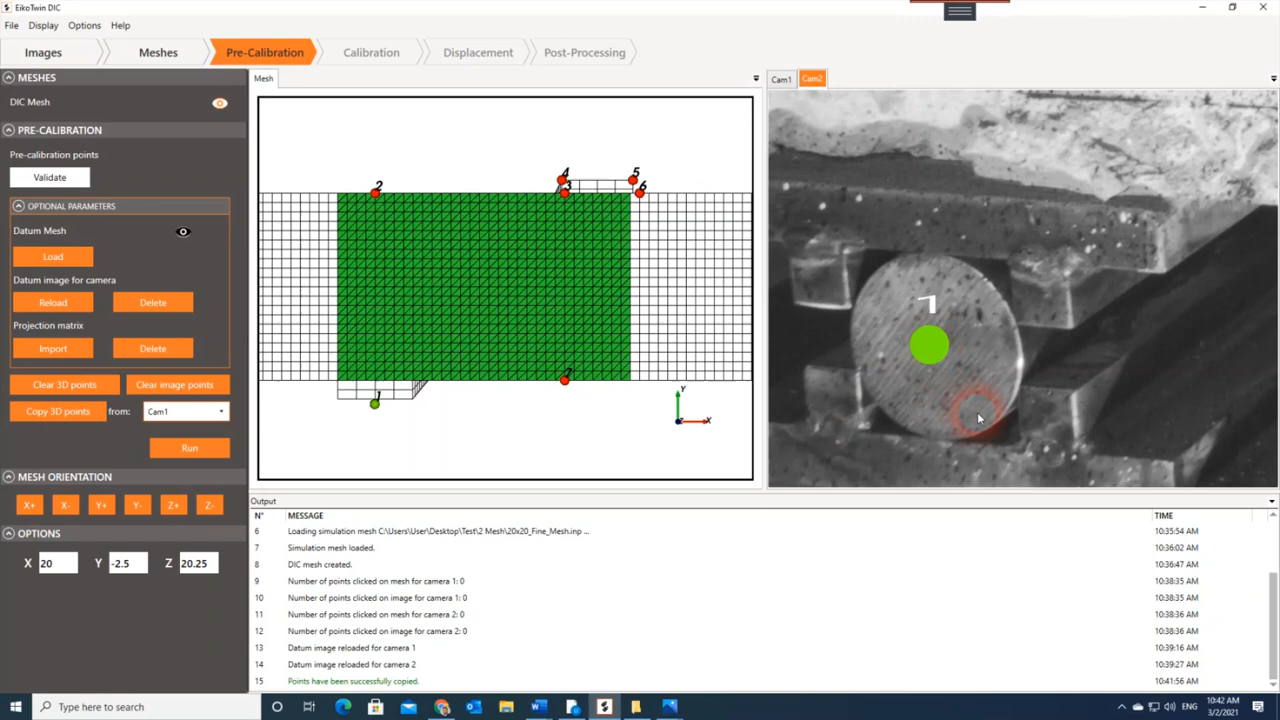 EikoTwin DIC
File Display Options Help
Images Meshes Pre-Calibration Calibration Displacement Post-Processing
MESHES
DIC Mesh
PRE-CALIBRATION
Pre-calibration points
Validate
OPTIONAL PARAMETERS
Datum Mesh
Load
Datum image for camera
Reload Delete
Projection matrix
Import Delete
Clear 3D points Clear image points
Copy 3D points from: Cam1
Run
MESH ORIENTATION
X+ X- Y+ Y- Z+ Z-
OPTIONS
X 20 Y -2.5 Z 20.25
Mesh
2
4
5
3
6
7
1
Y
Z X
Cam1 Cam2
1
Output
N° MESSAGE TIME
6 Loading simulation mesh C:\Users\User\Desktop\Test\2 Mesh\20x20_Fine_Mesh.inp ... 10:35:54 AM
7 Simulation mesh loaded. 10:36:02 AM
8 DIC mesh created. 10:36:47 AM
9 Number of points clicked on mesh for camera 1: 0 10:38:35 AM
10 Number of points clicked on image for camera 1: 0 10:38:35 AM
11 Number of points clicked on mesh for camera 2: 0 10:38:36 AM
12 Number of points clicked on image for camera 2: 0 10:38:36 AM
13 Datum image reloaded for camera 1 10:39:16 AM
14 Datum image reloaded for camera 2 10:39:27 AM
15 Points have been successfully copied. 10:41:56 AM
Type here to search
ENG
10:42 AM
3/2/2021